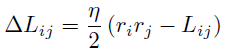 ΔL_{ij} = \frac{η}{2} (r_i r_j − L_{ij})